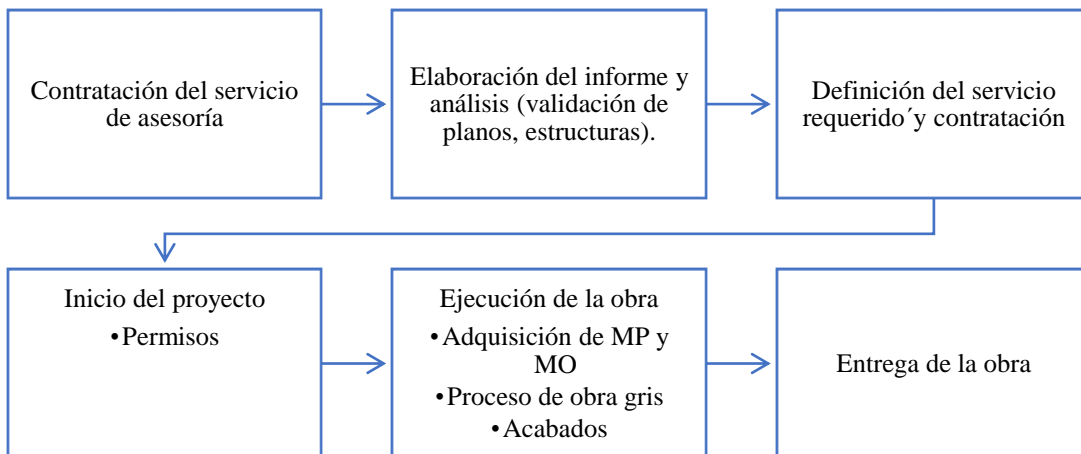 Contratación del servicio
de asesoría
Elaboración del informe y
análisis (validación de
planos, estructuras).
Definición del servicio
requerido´y contratación
Inicio del proyecto
•Permisos
Ejecución de la obra
•Adquisición de MP y
MO
•Proceso de obra gris
•Acabados
Entrega de la obra